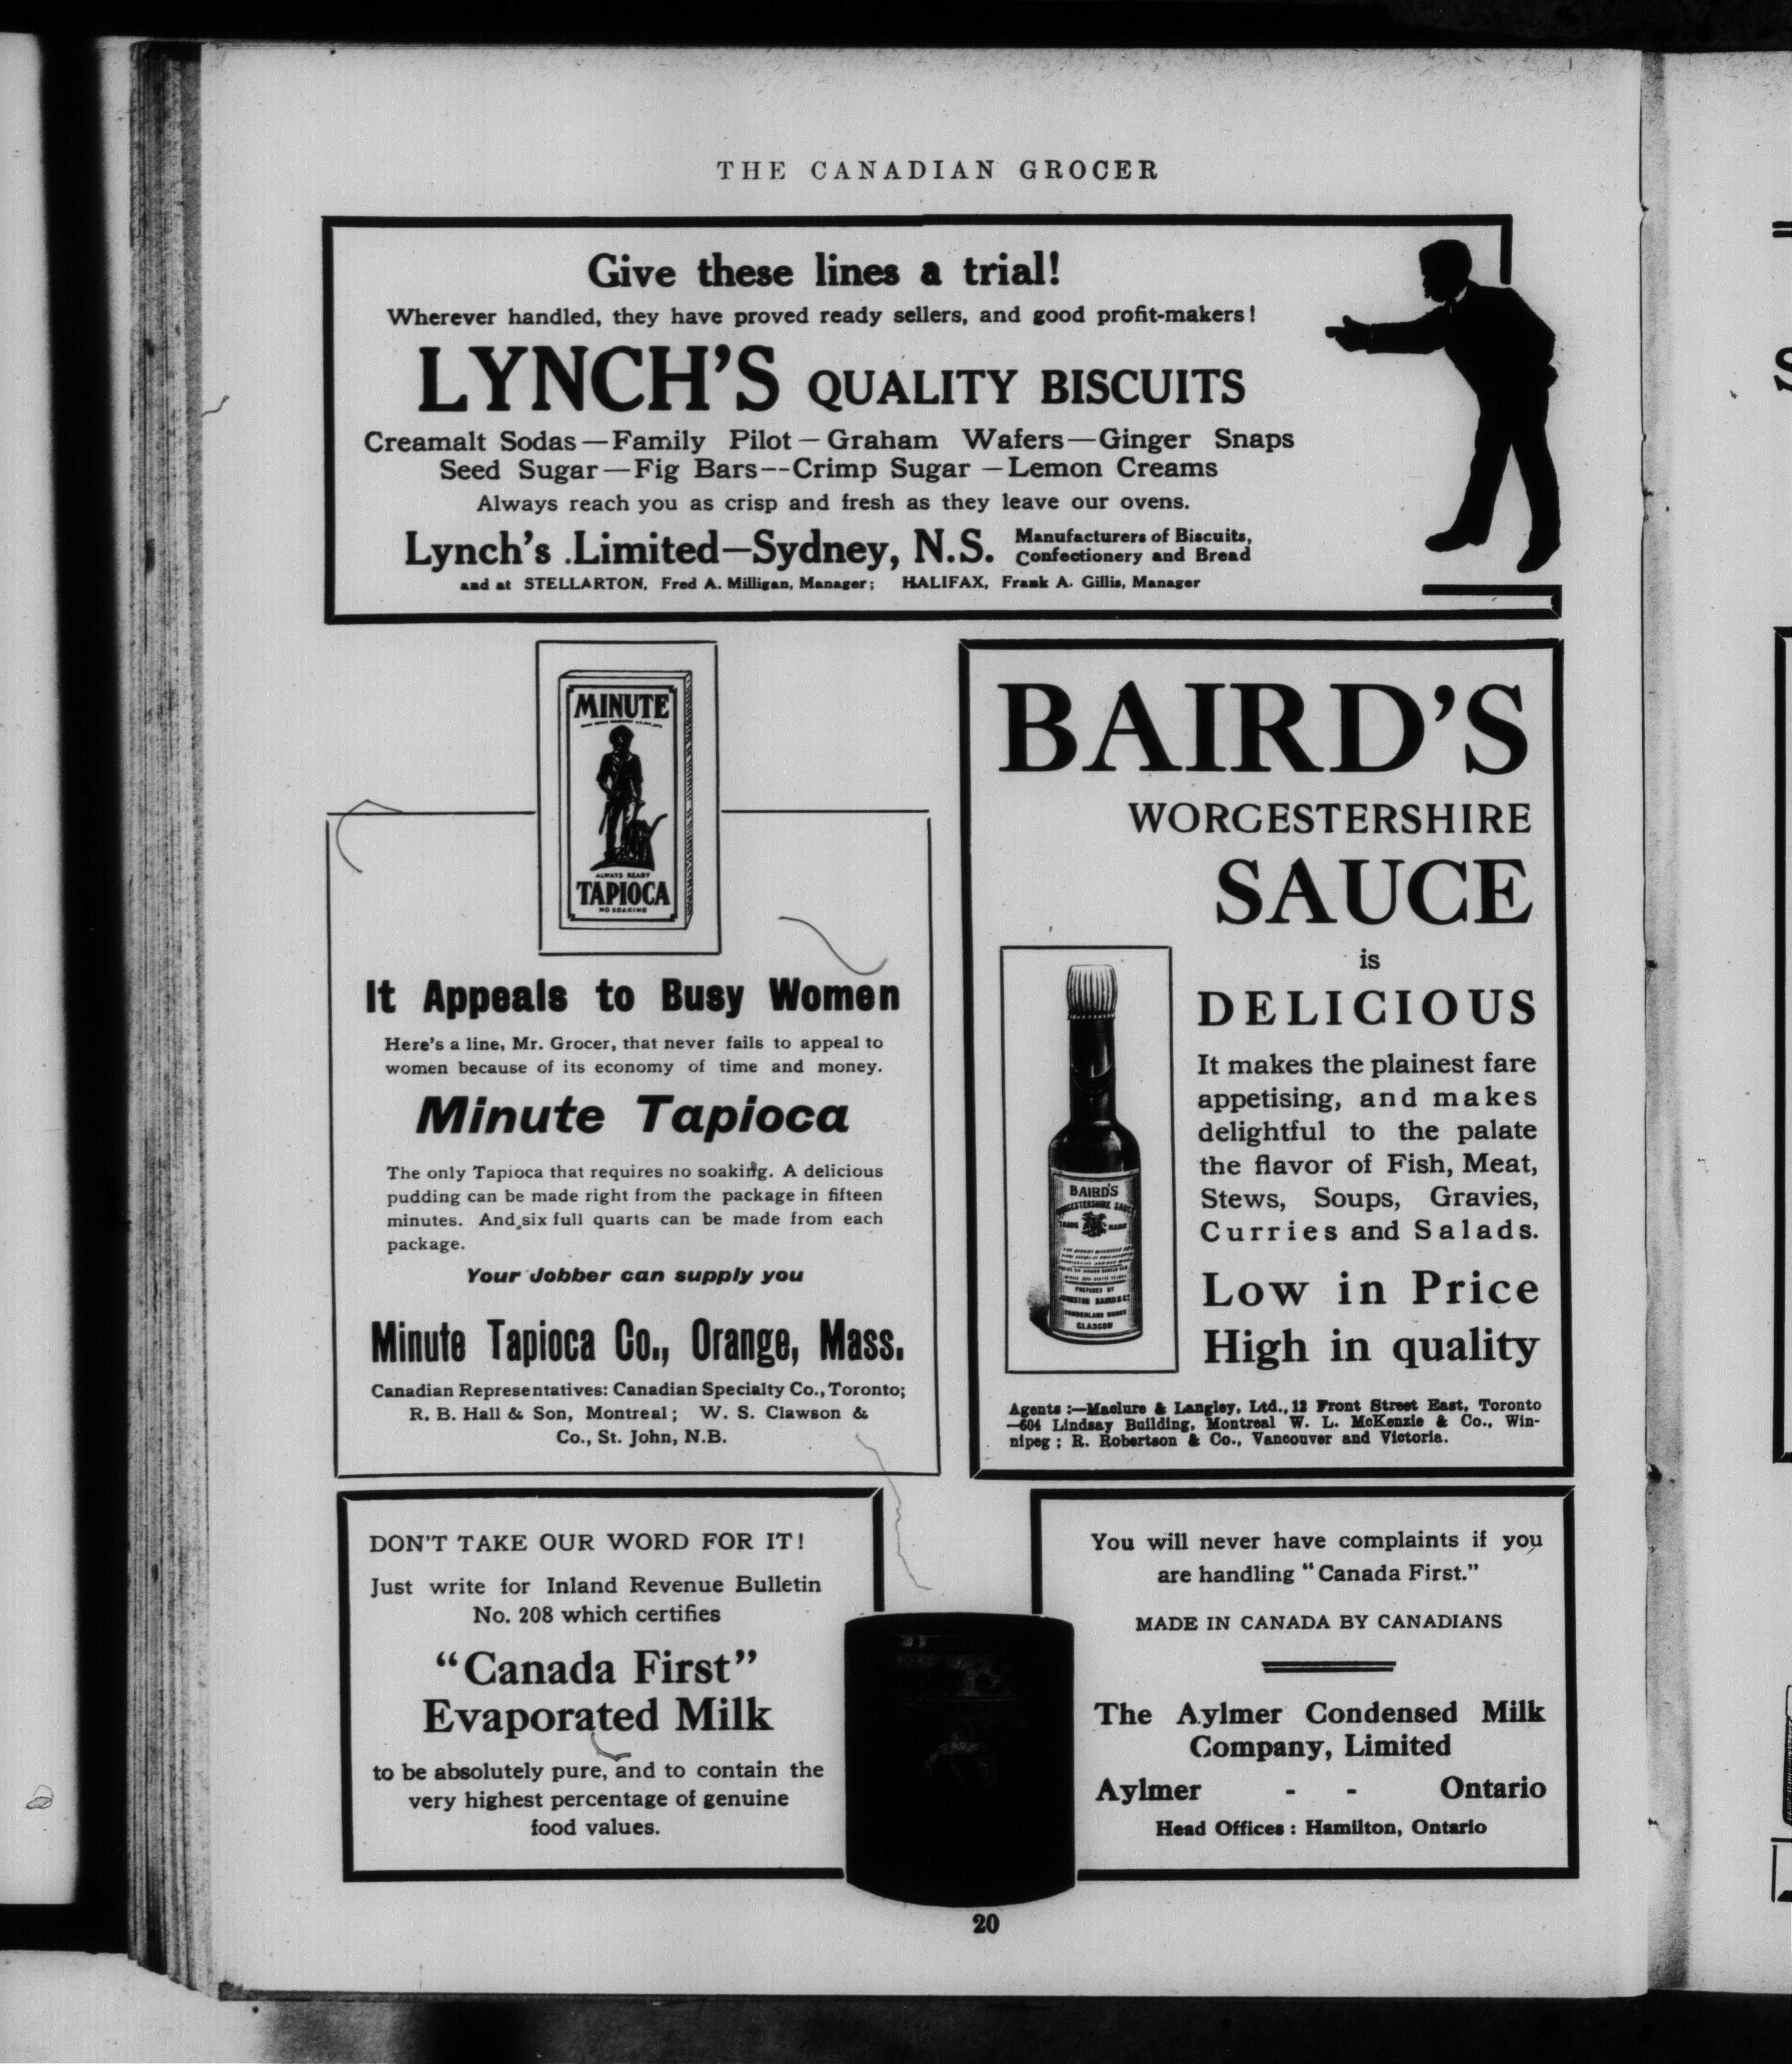 THE CANADIAN GROCER
Give these lines a trial!
Wherever handled, they have proved ready sellers, and good profit-makers!
LYNCH'S QUALITY BISCUITS
Creamalt Sodas—Family Pilot—Graham Wafers—Ginger Snaps
Seed Sugar—Fig Bars--Crimp Sugar—Lemon Creams
Always reach you as crisp and fresh as they leave our ovens.
Lynch's Limited—Sydney, N.S. Manufacturers of Biscuits,
Confectionery and Bread
and at STELLARTON, Fred A. Milligan, Manager; HALIFAX, Frank A. Gillis, Manager
MINUTE
ALWAYS READY
TAPIOCA
NO SOAKING
It Appeals to Busy Women
Here's a line, Mr. Grocer, that never fails to appeal to
women because of its economy of time and money.
Minute Tapioca
The only Tapioca that requires no soaking. A delicious
pudding can be made right from the package in fifteen
minutes. And six full quarts can be made from each
package.
Your Jobber can supply you
Minute Tapioca Co., Orange, Mass.
Canadian Representatives: Canadian Specialty Co., Toronto;
R. B. Hall & Son, Montreal; W. S. Clawson &
Co., St. John, N.B.
BAIRD'S
WORCESTERSHIRE
SAUCE
is
DELICIOUS
It makes the plainest fare
appetising, and makes
delightful to the palate
the flavor of Fish, Meat,
Stews, Soups, Gravies,
Curries and Salads.
Low in Price
High in quality
BAIRD'S
WORCESTERSHIRE SAUCE
TRADE MARK
PREPARED BY
JOHNSTON BAIRD & Co
GLASGOW
Agents :—Maclure & Langley, Ltd., 12 Front Street East, Toronto
—604 Lindsay Building, Montreal W. L. McKenzie & Co., Win-
nipeg; R. Robertson & Co., Vancouver and Victoria.
DON'T TAKE OUR WORD FOR IT!
Just write for Inland Revenue Bulletin
No. 208 which certifies
"Canada First"
Evaporated Milk
to be absolutely pure, and to contain the
very highest percentage of genuine
food values.
You will never have complaints if you
are handling "Canada First."
MADE IN CANADA BY CANADIANS
The Aylmer Condensed Milk
Company, Limited
Aylmer - - Ontario
Head Offices: Hamilton, Ontario
20